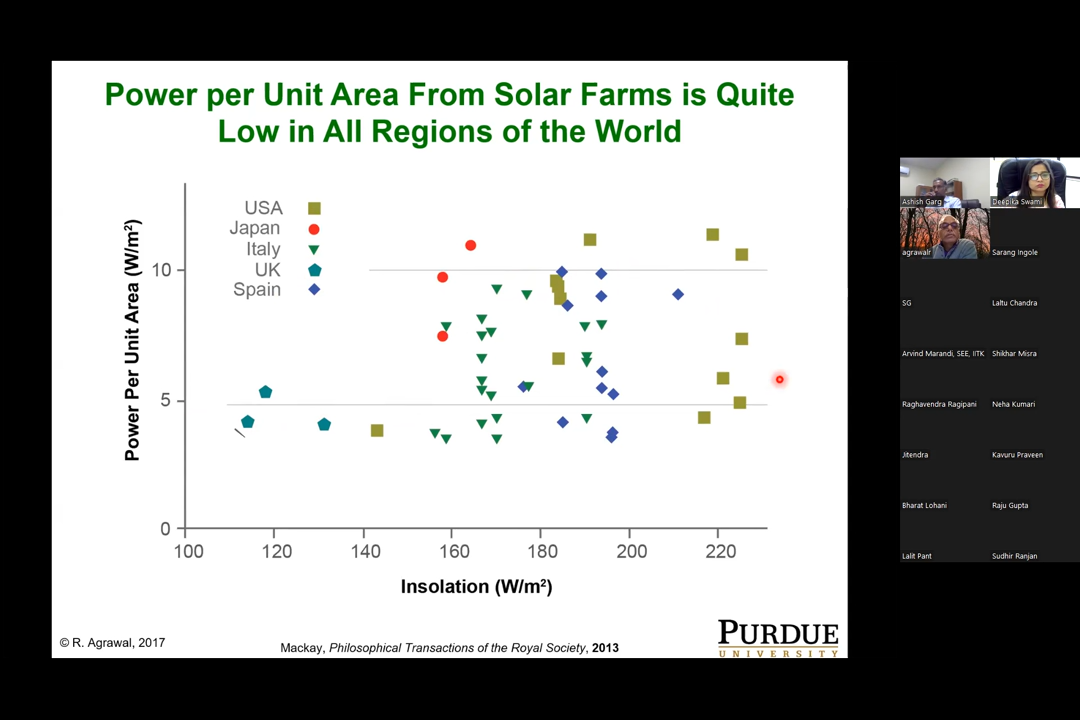 Power per Unit Area From Solar Farms is Quite
Low in All Regions of the World
Power Per Unit Area (W/m²)
USA
Japan
Italy
UK
Spain
10
5
0
100
120
140
160
180
200
220
Insolation (W/m²)
© R. Agrawal, 2017
Mackay, Philosophical Transactions of the Royal Society, 2013
PURDUE
UNIVERSITY
Ashish Garg
Deepika Swami
agrawalr
Sarang Ingole
SG
Laltu Chandra
Arvind Marandi, SEE, IITK
Shikhar Misra
Raghavendra Ragipani
Neha Kumari
Jitendra
Kavuru Praveen
Bharat Lohani
Raju Gupta
Lalit Pant
Sudhir Ranjan